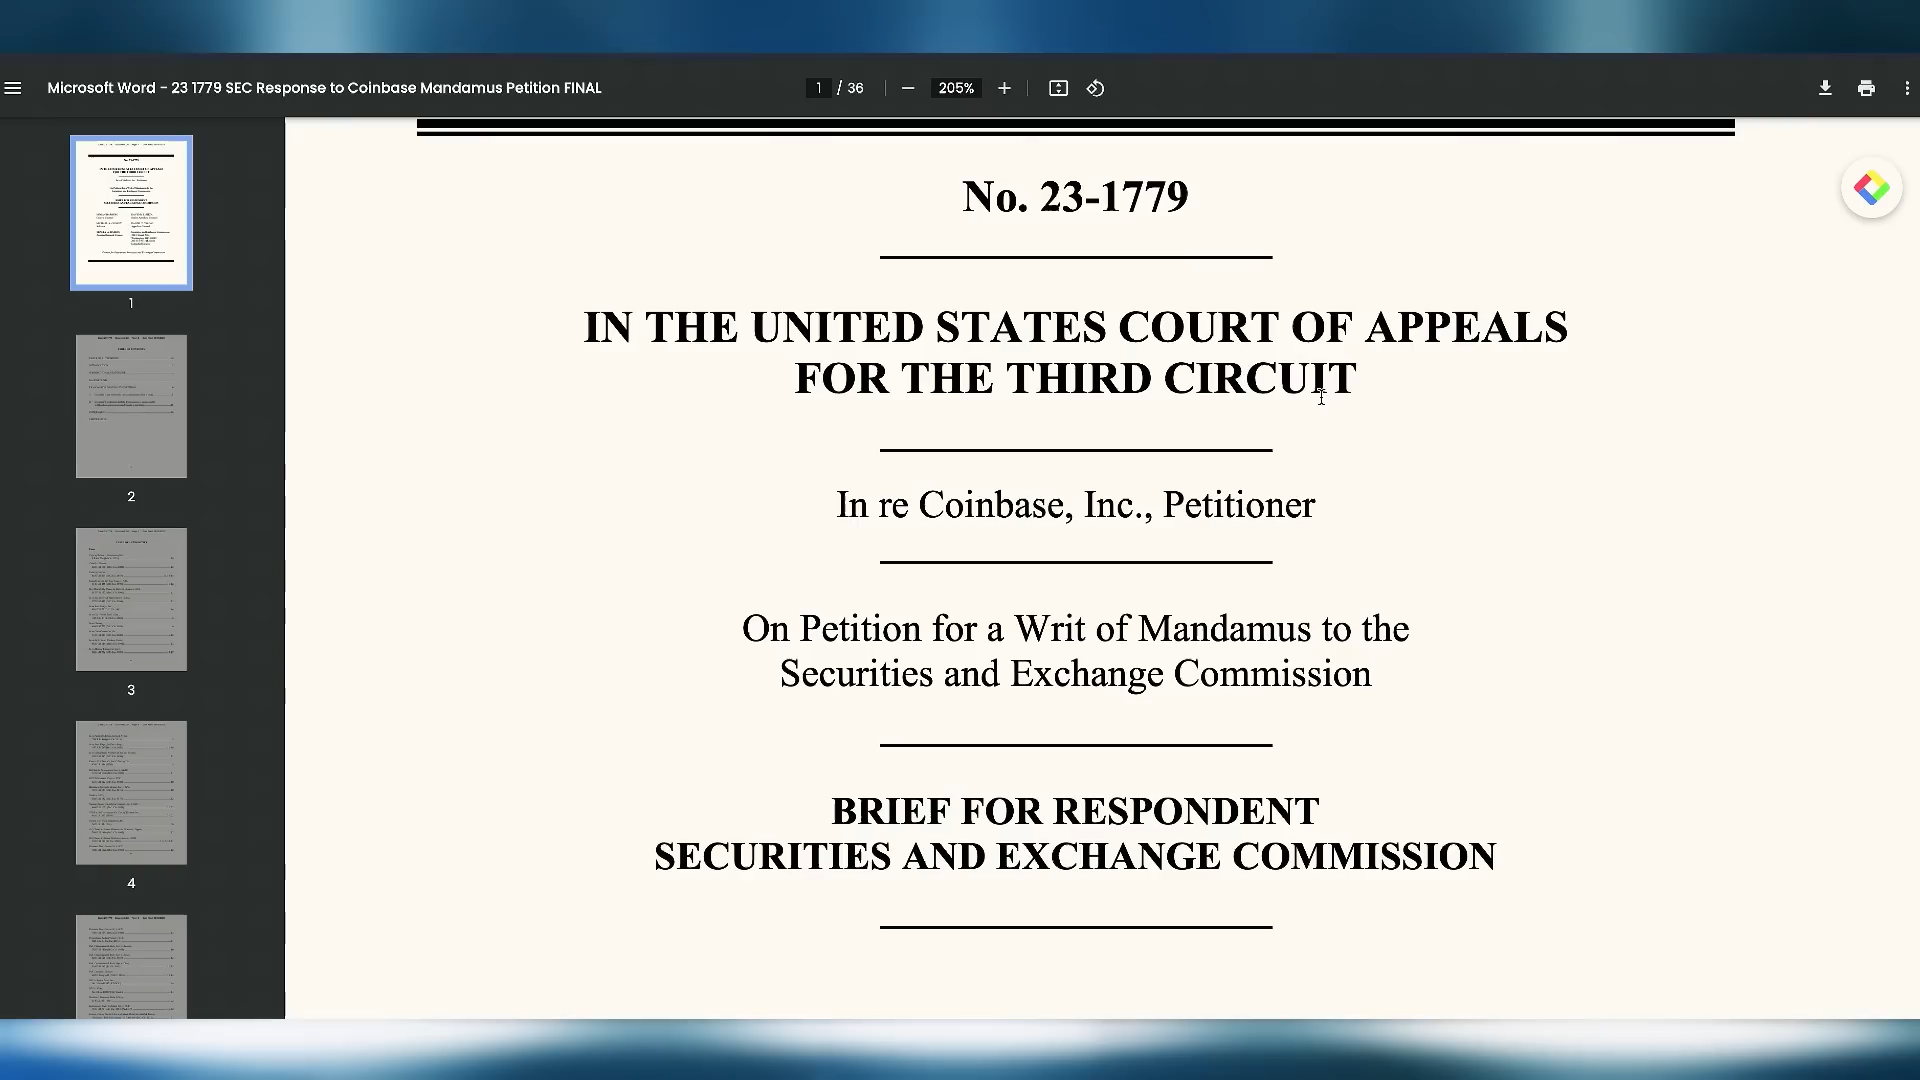 Microsoft Word - 23 1779 SEC Response to Coinbase Mandamus Petition FINAL
1 / 36
205%
No. 23-1779
IN THE UNITED STATES COURT OF APPEALS
FOR THE THIRD CIRCUIT
In re Coinbase, Inc., Petitioner
On Petition for a Writ of Mandamus to the
Securities and Exchange Commission
BRIEF FOR RESPONDENT
SECURITIES AND EXCHANGE COMMISSION
1
2
3
4